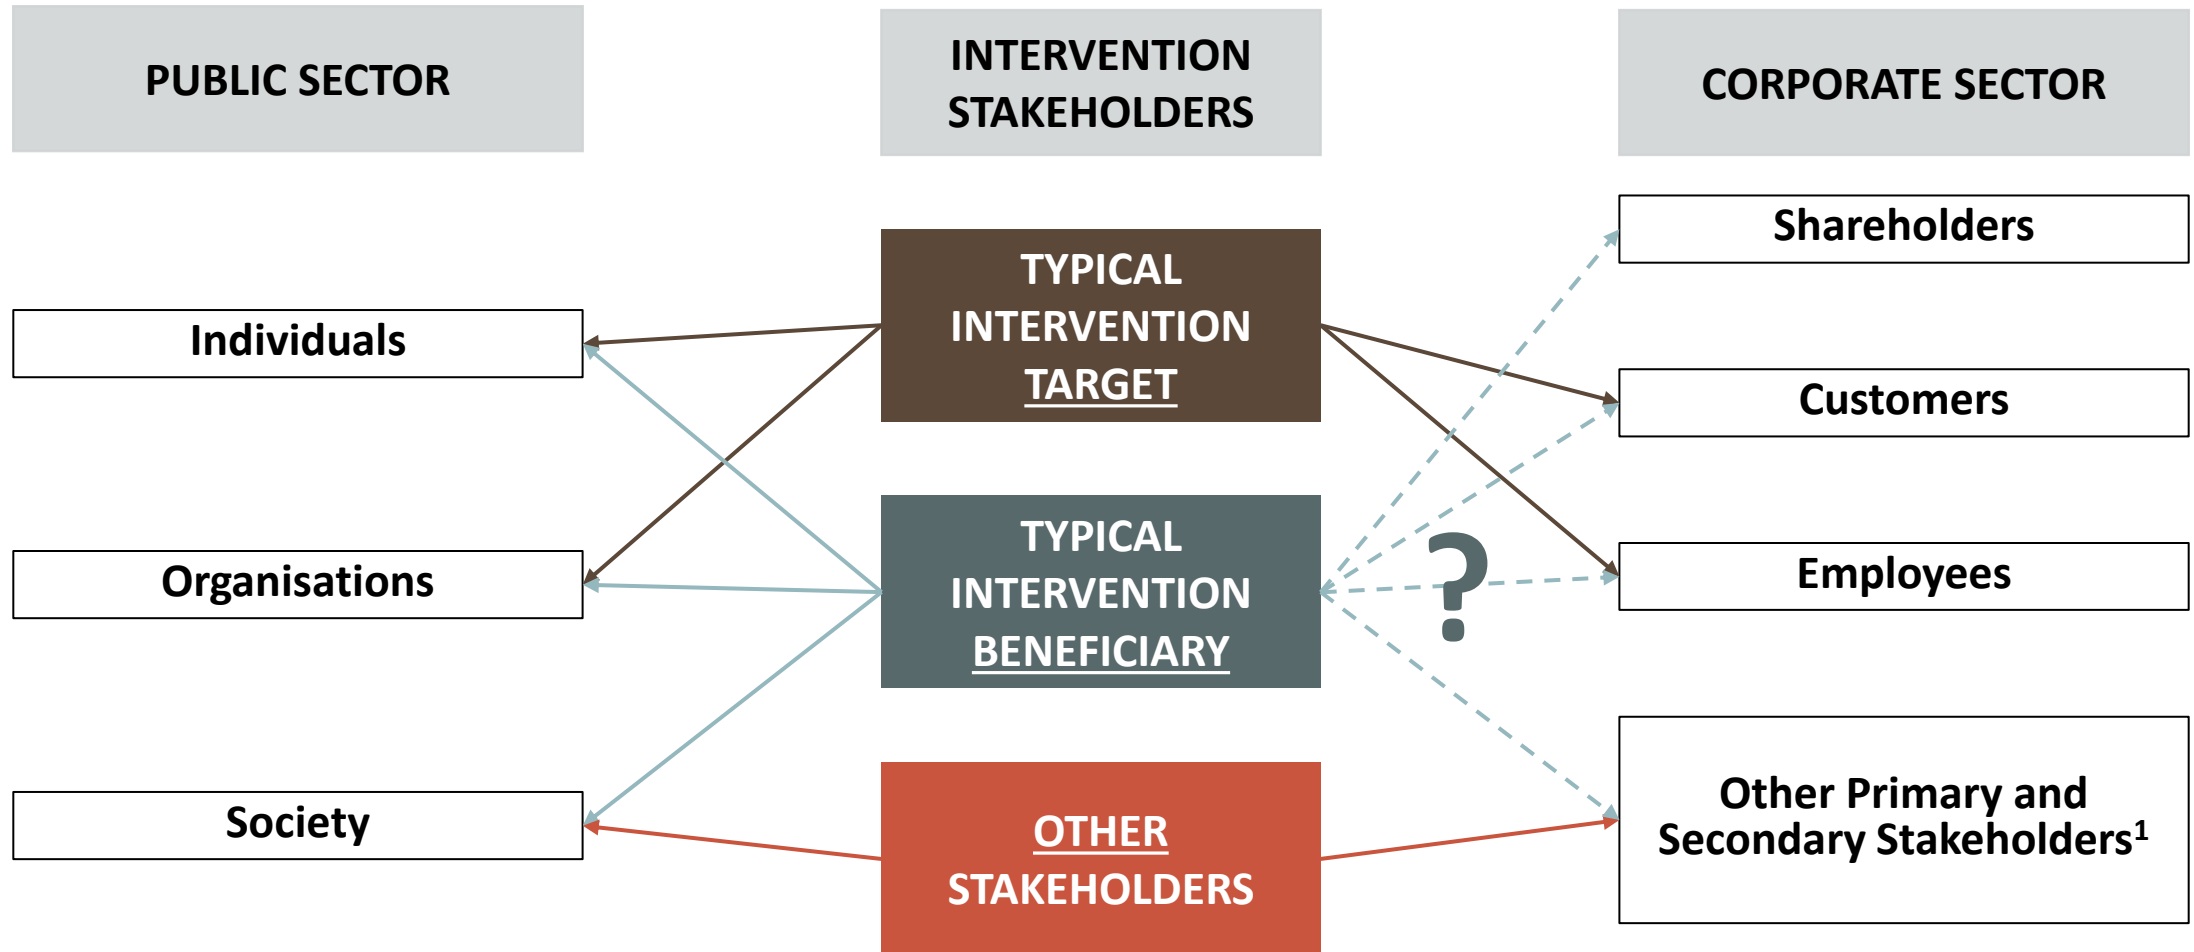 PUBLIC SECTOR
INTERVENTION
STAKEHOLDERS
CORPORATE SECTOR
Individuals
Organisations
Society
TYPICAL
INTERVENTION
TARGET
TYPICAL
INTERVENTION
BENEFICIARY
OTHER
STAKEHOLDERS
?
Shareholders
Customers
Employees
Other Primary and
Secondary Stakeholders¹